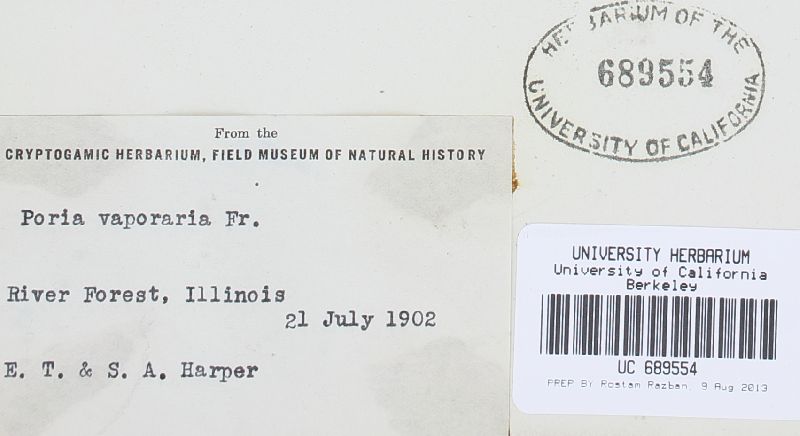 HERBARIUM OF THE
689554
UNIVERSITY OF CALIFORNIA
From the
CRYPTOGAMIC HERBARIUM, FIELD MUSEUM OF NATURAL HISTORY
Poria vaporaria Fr.
River Forest, Illinois
21 July 1902
E. T. & S. A. Harper
UNIVERSITY HERBARIUM
University of California
Berkeley
UC 689554
PREP BY Rostam Razban, 9 Aug 2013